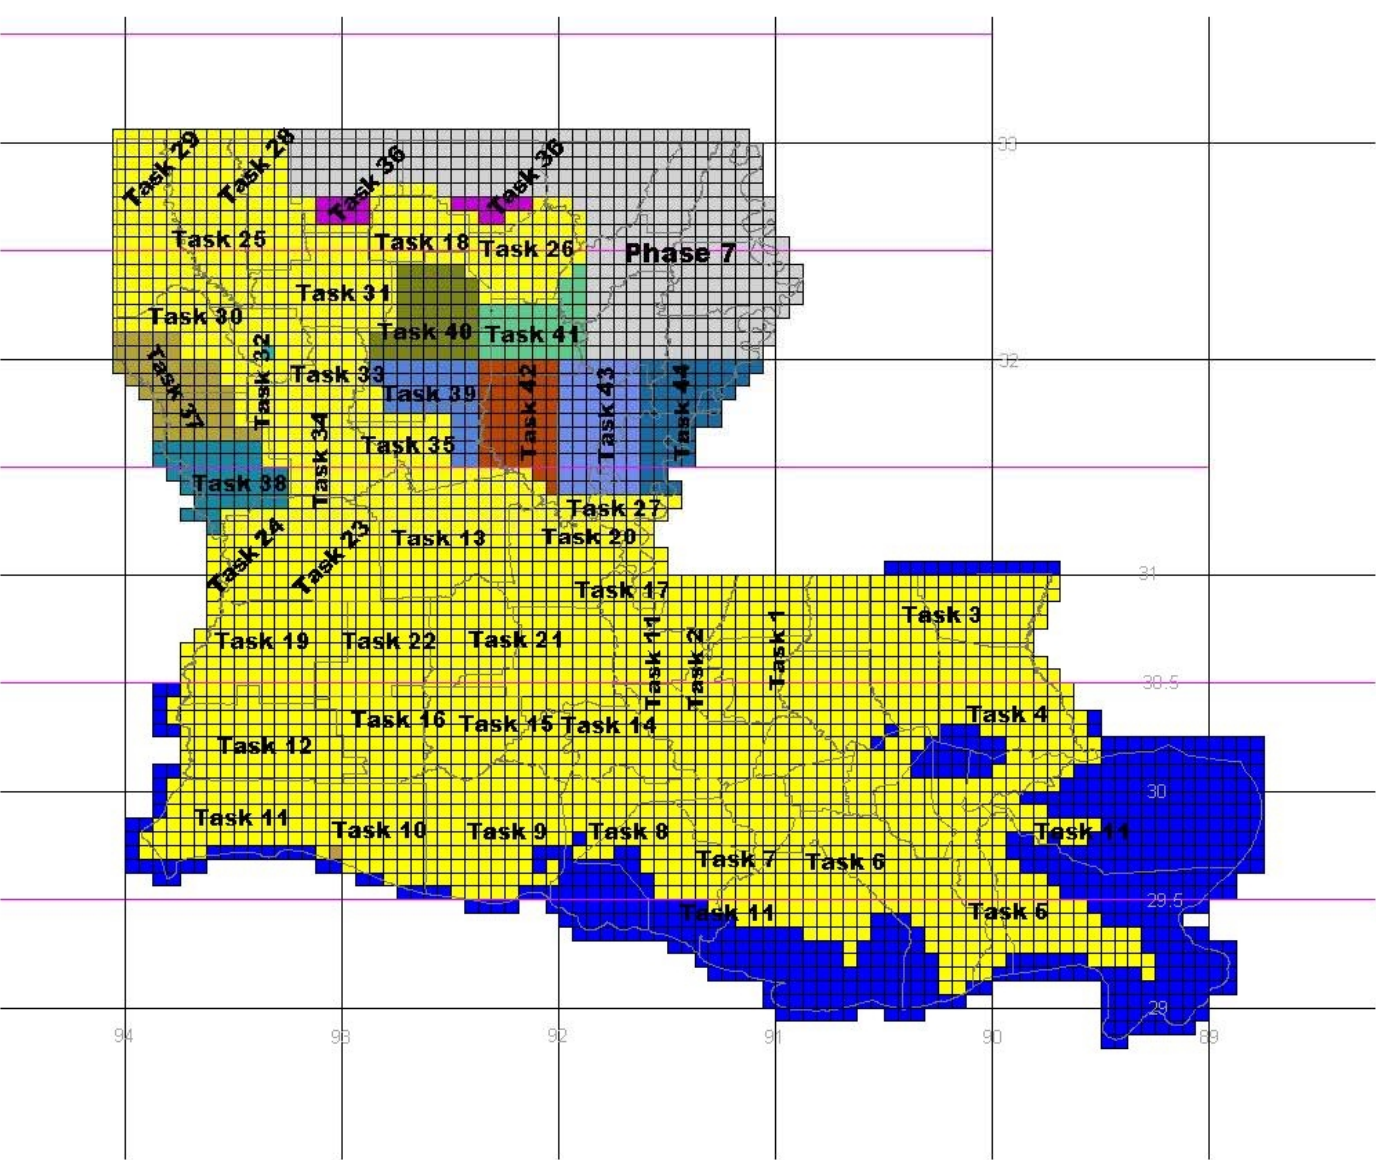 Task 29
Task 28
Task 36
Task 36
33
Task 25
Task 18
Task 26
Phase 7
Task 31
Task 30
Task 40
Task 41
Task 32
32
Task 37
Task 33
Task 39
Task 42
Task 43
Task 44
Task 34
Task 35
Task 38
Task 27
Task 24
Task 23
Task 13
Task 20
31
Task 17
Task 3
Task 19
Task 22
Task 21
Task 11
Task 2
Task 1
30.5
Task 16
Task 15
Task 14
Task 4
Task 12
30
Task 11
Task 10
Task 9
Task 8
Task 11
Task 7
Task 6
29.5
Task 11
Task 5
29
94
93
92
91
90
89